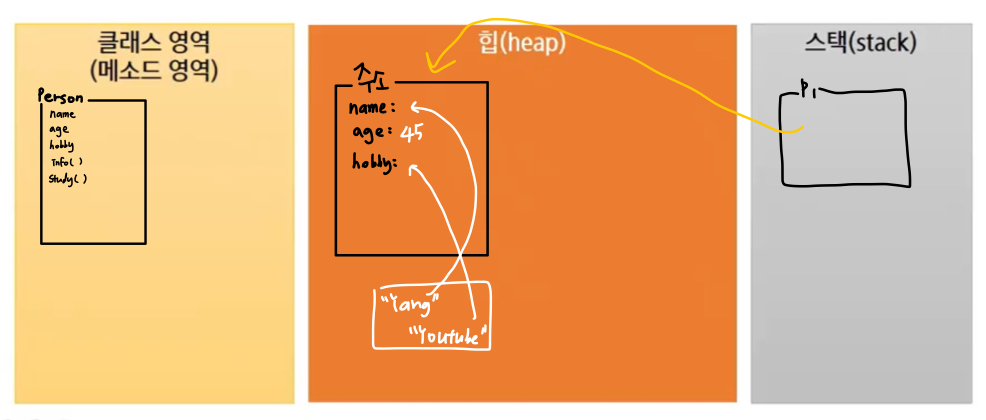 클래스 영역
(메소드 영역)
Person
name
age
hobby
Info( )
Study( )
힙(heap)
주소
name:
age: 45
hobby:
"Yang"
"Youtube"
스택(stack)
P1